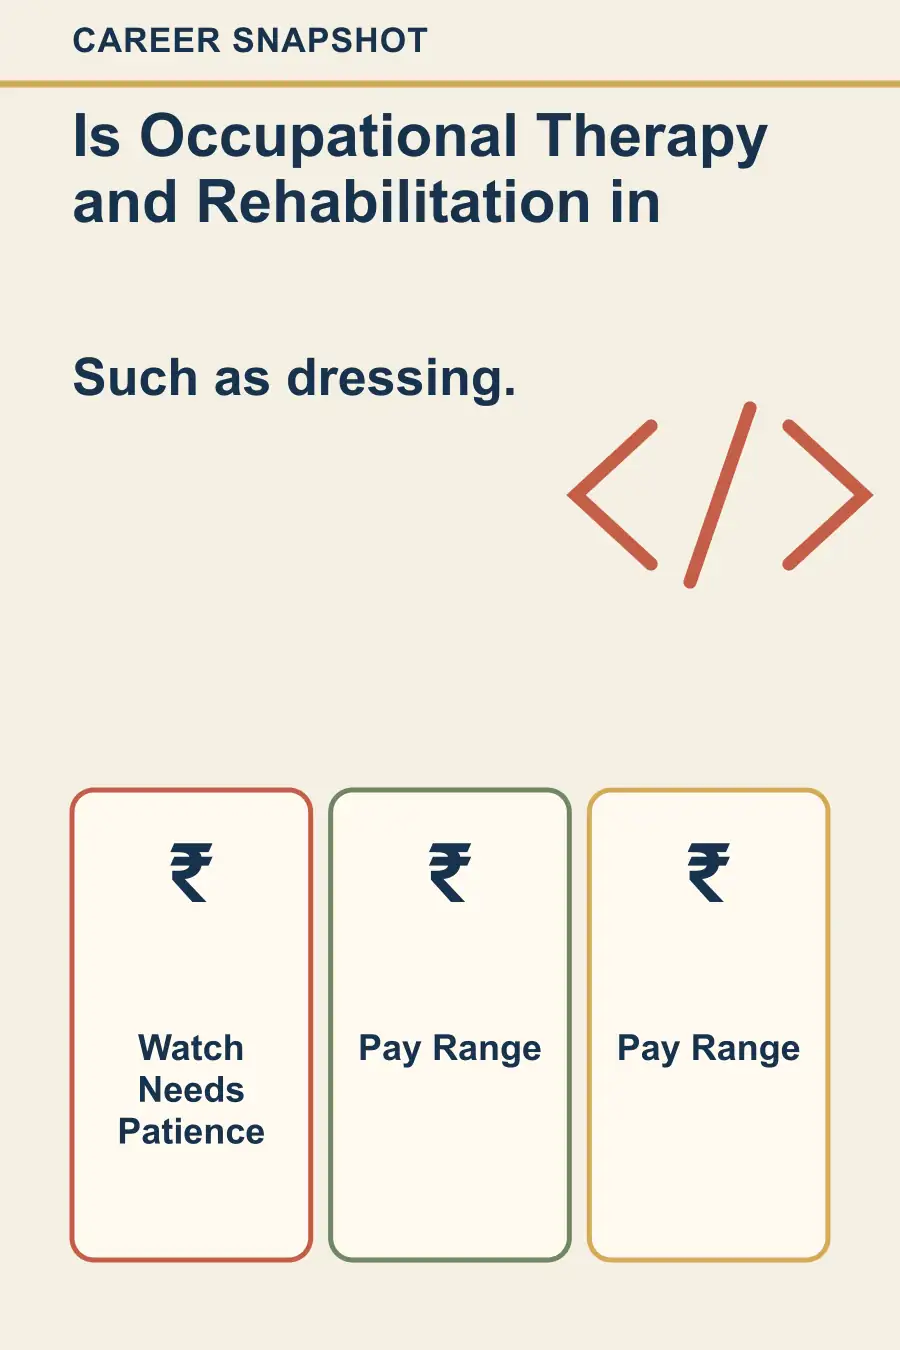 CAREER SNAPSHOT
Is Occupational Therapy
and Rehabilitation in
Such as dressing.
</>
₹
Watch
Needs
Patience
₹
Pay Range
₹
Pay Range